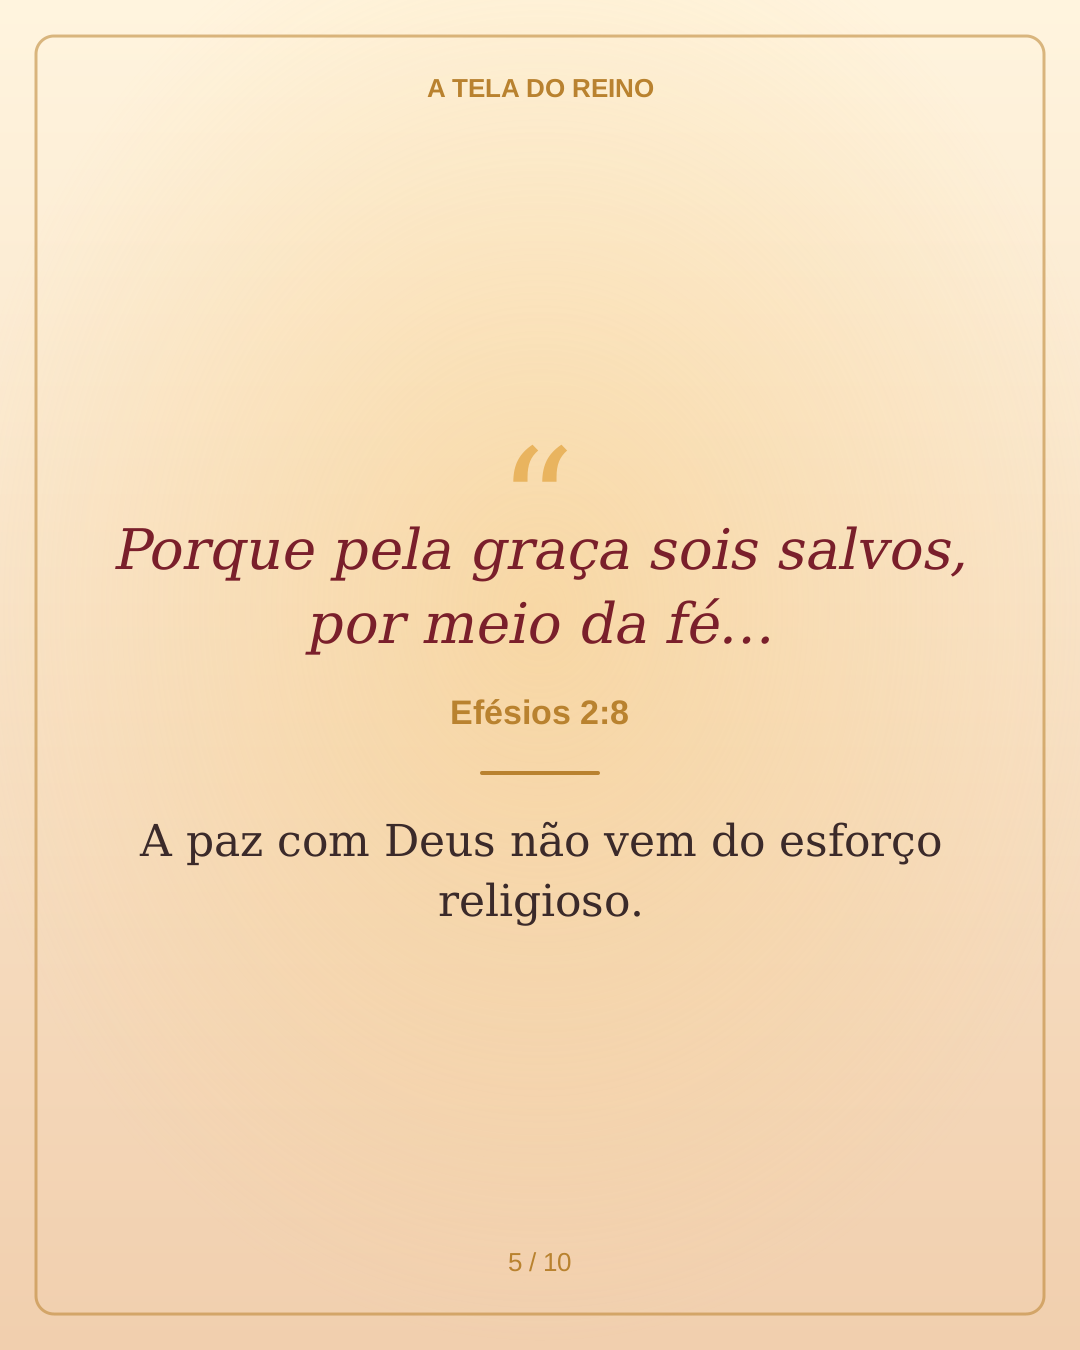 A TELA DO REINO
“
Porque pela graça sois salvos,
por meio da fé...
Efésios 2:8
A paz com Deus não vem do esforço
religioso.
5 / 10